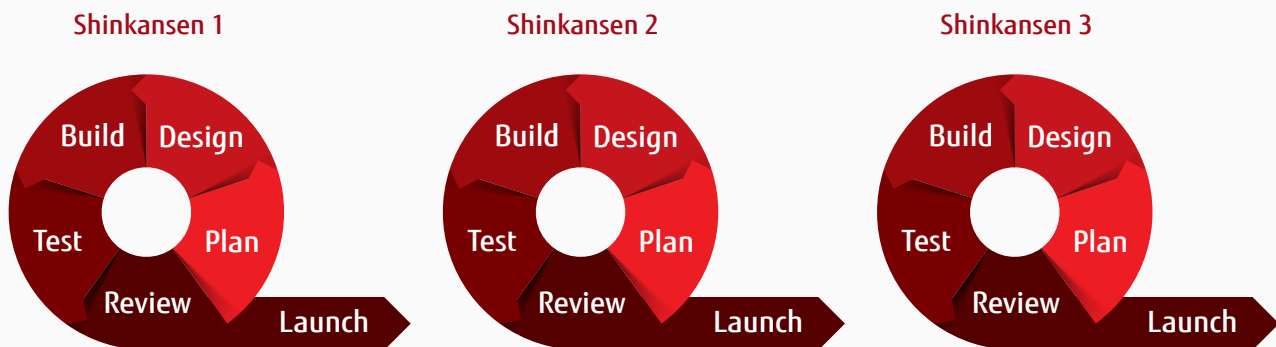 Shinkansen 1
Build
Design
Test
Plan
Review
Launch
Shinkansen 2
Build
Design
Test
Plan
Review
Launch
Shinkansen 3
Build
Design
Test
Plan
Review
Launch